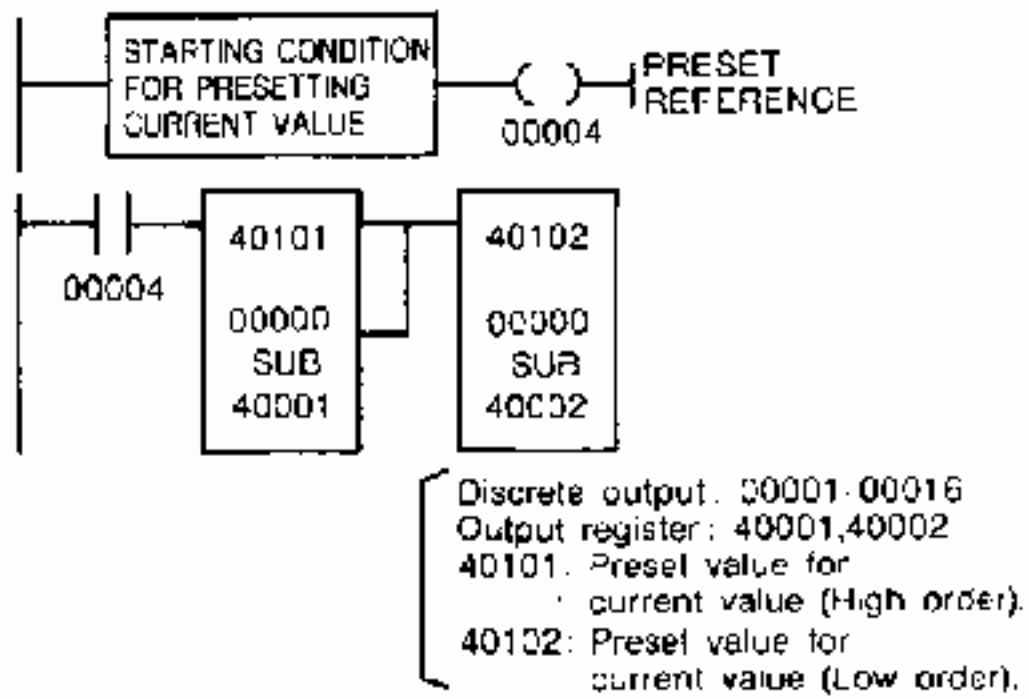 STARTING CONDITION
FOR PRESETTING
CURRENT VALUE
PRESET
REFERENCE
00004
40101
00000
SUB
40001
40102
00000
SUB
40002
00004
Discrete output: 00001-00016
Output register: 40001,40002
40101: Preset value for
current value (High order).
40102: Preset value for
current value (Low order).